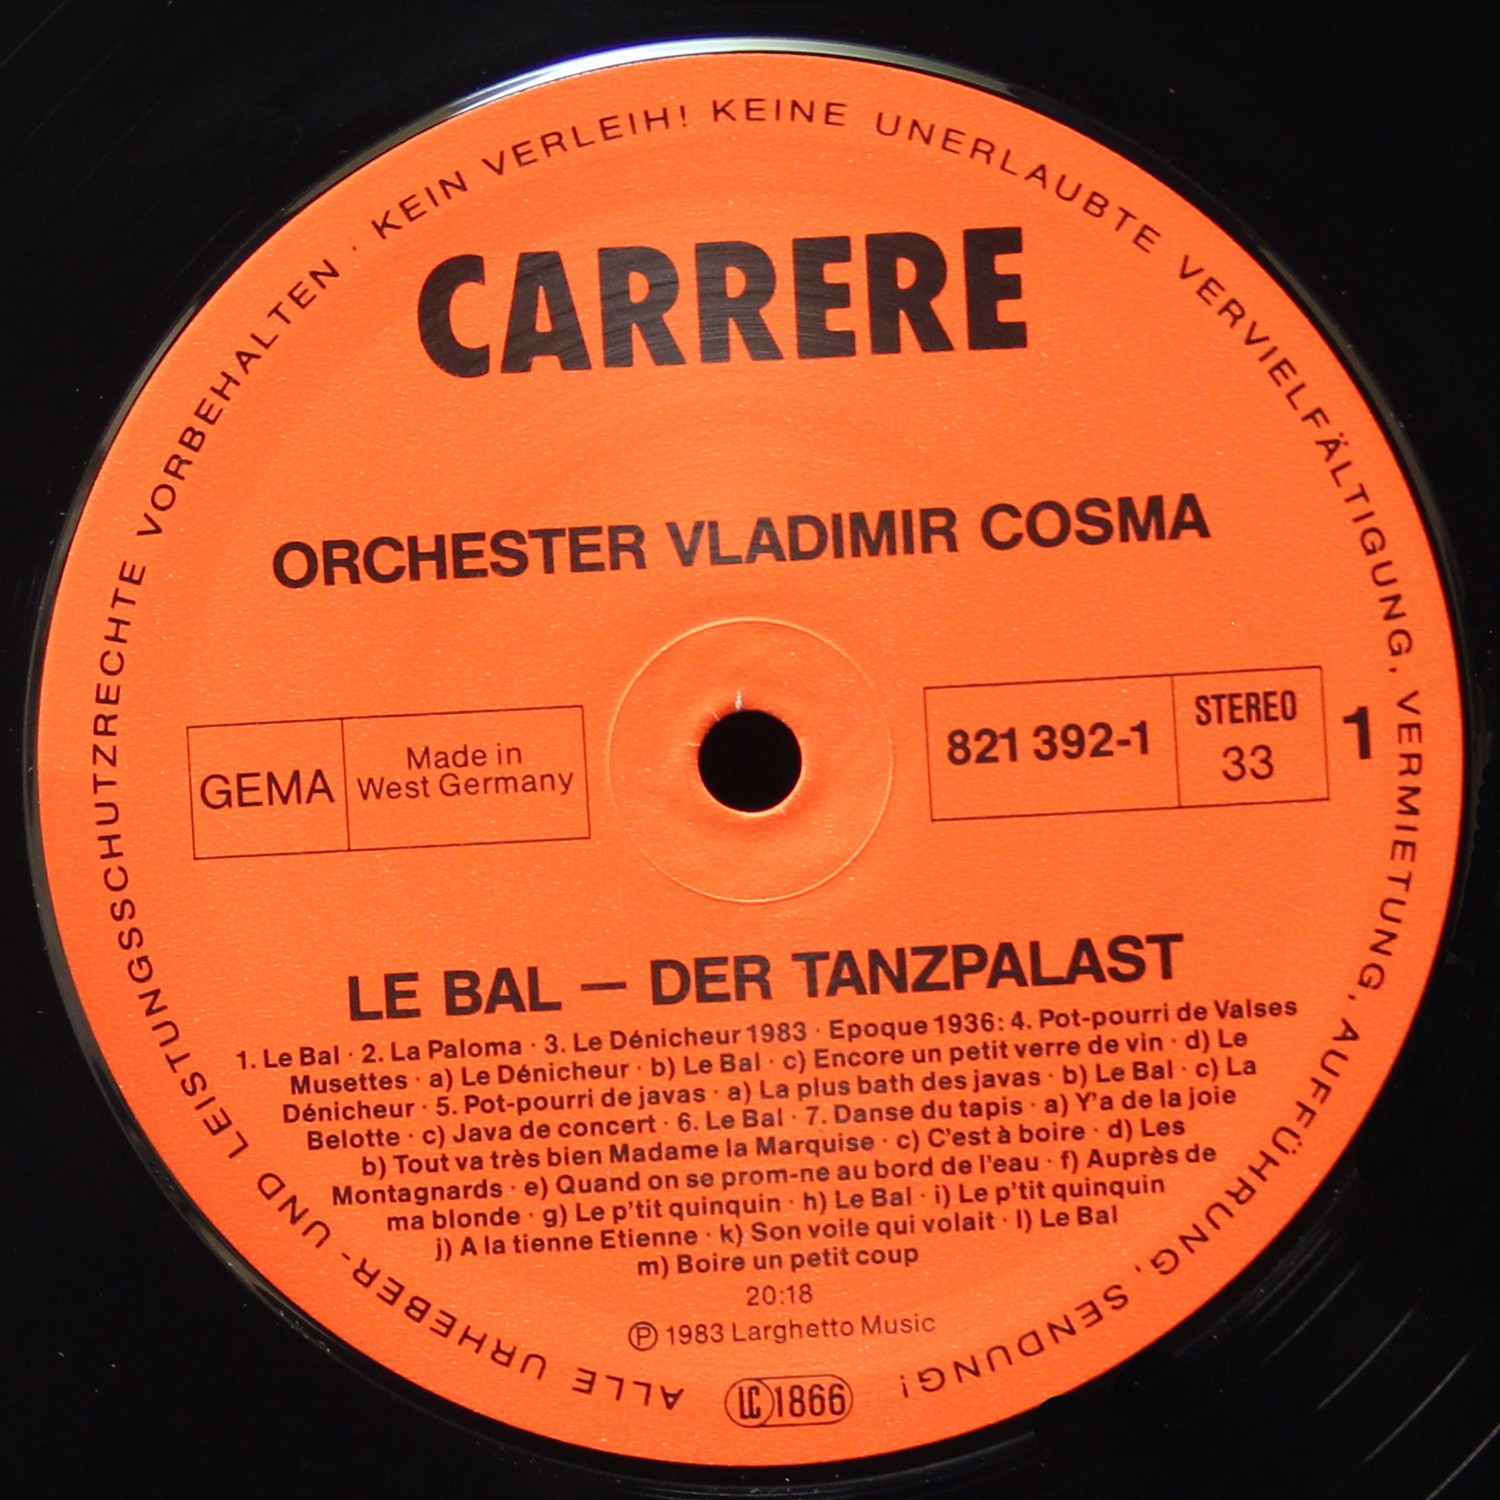 ALLE URHEBER- UND LEISTUNGSSCHUTZRECHTE VORBEHALTEN · KEIN VERLEIH! KEINE UNERLAUBTE VERVIELFÄLTIGUNG, VERMIETUNG, AUFFÜHRUNG, SENDUNG!
CARRERE
ORCHESTER VLADIMIR COSMA
GEMA
Made in
West Germany
821 392-1
STEREO
33
1
LE BAL – DER TANZPALAST
1. Le Bal · 2. La Paloma · 3. Le Dénicheur 1983 · Epoque 1936: 4. Pot-pourri de Valses
Musettes · a) Le Dénicheur · b) Le Bal · c) Encore un petit verre de vin · d) Le
Dénicheur · 5. Pot-pourri de javas · a) La plus bath des javas · b) Le Bal · c) La
Belotte · c) Java de concert · 6. Le Bal · 7. Danse du tapis · a) Y'a de la joie
b) Tout va très bien Madame la Marquise · c) C'est à boire · d) Les
Montagnards · e) Quand on se prom-ne au bord de l'eau · f) Auprès de
ma blonde · g) Le p'tit quinquin · h) Le Bal · i) Le p'tit quinquin
j) A la tienne Etienne · k) Son voile qui volait · l) Le Bal
m) Boire un petit coup
20:18
Ⓟ 1983 Larghetto Music
LC 1866